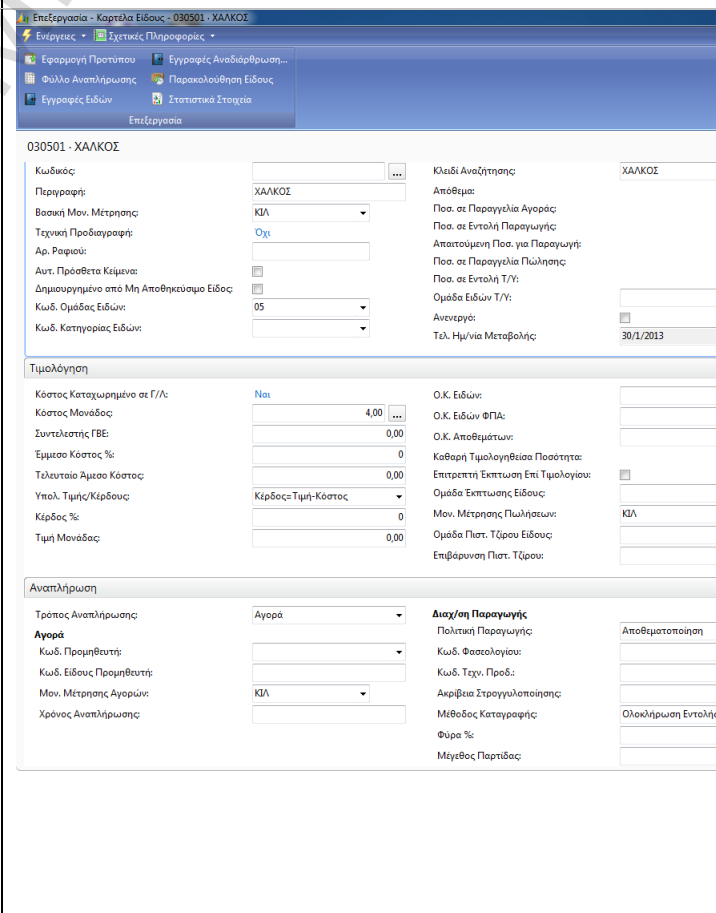 Επεξεργασία - Καρτέλα Είδους - 030501 · ΧΑΛΚΟΣ
Ενέργειες Σχετικές Πληροφορίες
Εφαρμογή Προτύπου Εγγραφές Αναδιάρθρωση...
Φύλλο Αναπλήρωσης Παρακολούθηση Είδους
Εγγραφές Ειδών Στατιστικά Στοιχεία
Επεξεργασία
030501 · ΧΑΛΚΟΣ
Κωδικός: ...
Περιγραφή: ΧΑΛΚΟΣ
Βασική Μον. Μέτρησης: ΚΙΛ
Τεχνική Προδιαγραφή: Όχι
Αρ. Ραφιού:
Αυτ. Πρόσθετα Κείμενα:
Δημιουργημένο από Μη Αποθηκεύσιμο Είδος:
Κωδ. Ομάδας Ειδών: 05
Κωδ. Κατηγορίας Ειδών:
Κλειδί Αναζήτησης: ΧΑΛΚΟΣ
Απόθεμα:
Ποσ. σε Παραγγελία Αγοράς:
Ποσ. σε Εντολή Παραγωγής:
Απαιτούμενη Ποσ. για Παραγωγή:
Ποσ. σε Παραγγελία Πώλησης:
Ποσ. σε Εντολή Τ/Υ:
Ομάδα Ειδών Τ/Υ:
Ανενεργό:
Τελ. Ημ/νία Μεταβολής: 30/1/2013
Τιμολόγηση
Κόστος Καταχωρημένο σε Γ/Λ: Ναι
Κόστος Μονάδος: 4,00 ...
Συντελεστής ΓΒΕ: 0,00
Έμμεσο Κόστος %: 0
Τελευταίο Άμεσο Κόστος: 0,00
Υπολ. Τιμής/Κέρδους: Κέρδος=Τιμή-Κόστος
Κέρδος %: 0
Τιμή Μονάδας: 0,00
Ο.Κ. Ειδών:
Ο.Κ. Ειδών ΦΠΑ:
Ο.Κ. Αποθεμάτων:
Καθαρή Τιμολογηθείσα Ποσότητα:
Επιτρεπτή Έκπτωση Επί Τιμολογίου:
Ομάδα Έκπτωσης Είδους:
Μον. Μέτρησης Πωλήσεων: ΚΙΛ
Ομάδα Πιστ. Τζίρου Είδους:
Επιβάρυνση Πιστ. Τζίρου:
Αναπλήρωση
Τρόπος Αναπλήρωσης: Αγορά
Αγορά
Κωδ. Προμηθευτή:
Κωδ. Είδους Προμηθευτή:
Μον. Μέτρησης Αγορών: ΚΙΛ
Χρόνος Αναπλήρωσης:
Διαχ/ση Παραγωγής
Πολιτική Παραγωγής: Αποθεματοποίηση
Κωδ. Φασεολογίου:
Κωδ. Τεχν. Προδ.:
Ακρίβεια Στρογγυλοποίησης:
Μέθοδος Καταγραφής: Ολοκλήρωση Εντολής
Φύρα %:
Μέγεθος Παρτίδας: